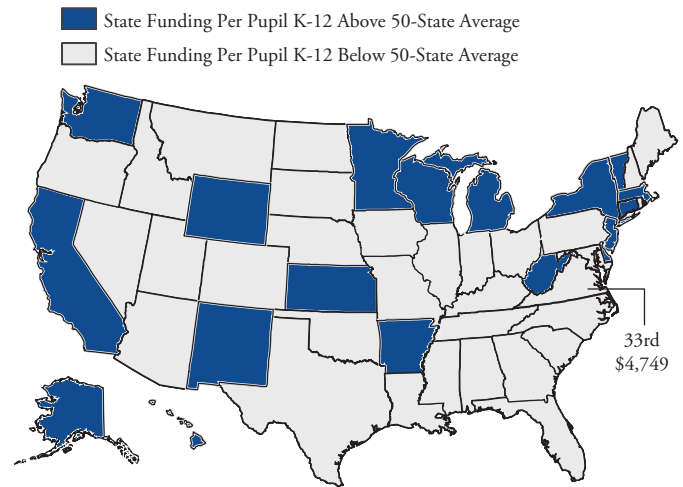 State Funding Per Pupil K-12 Above 50-State Average
State Funding Per Pupil K-12 Below 50-State Average
33rd
$4,749